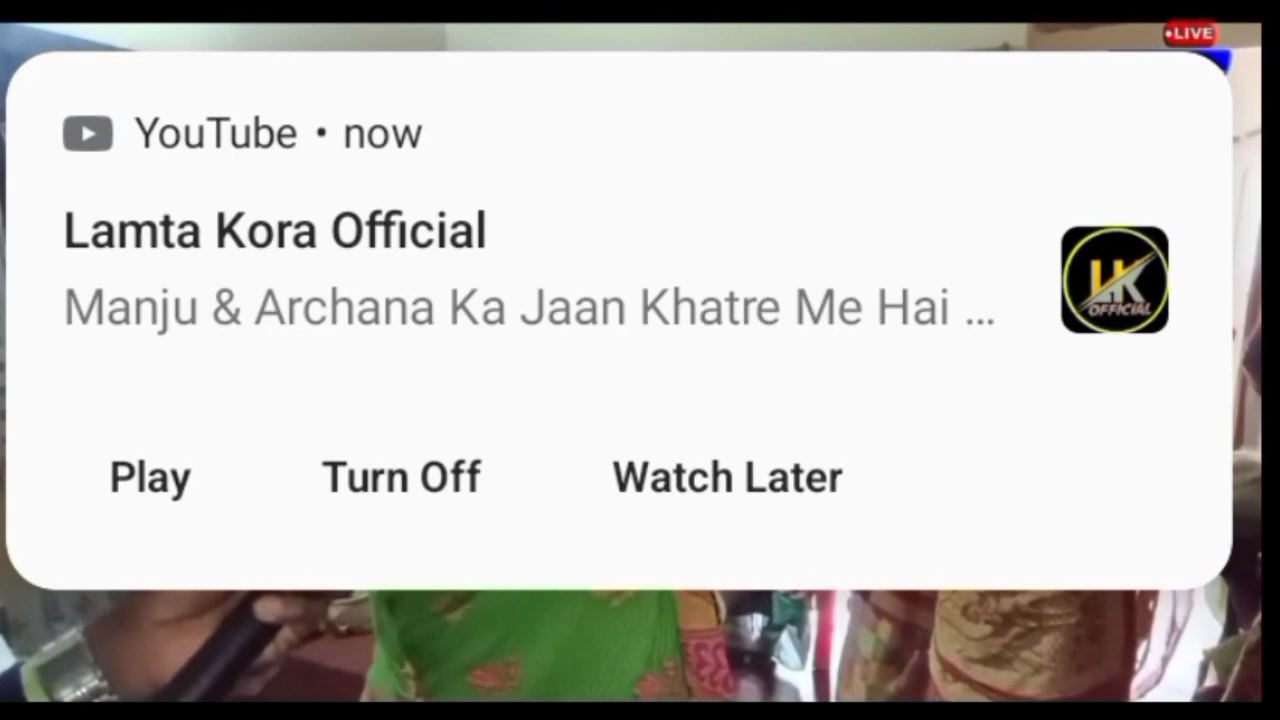 •LIVE
YouTube • now
Lamta Kora Official
Manju & Archana Ka Jaan Khatre Me Hai ...
LK
OFFICIAL
Play
Turn Off
Watch Later